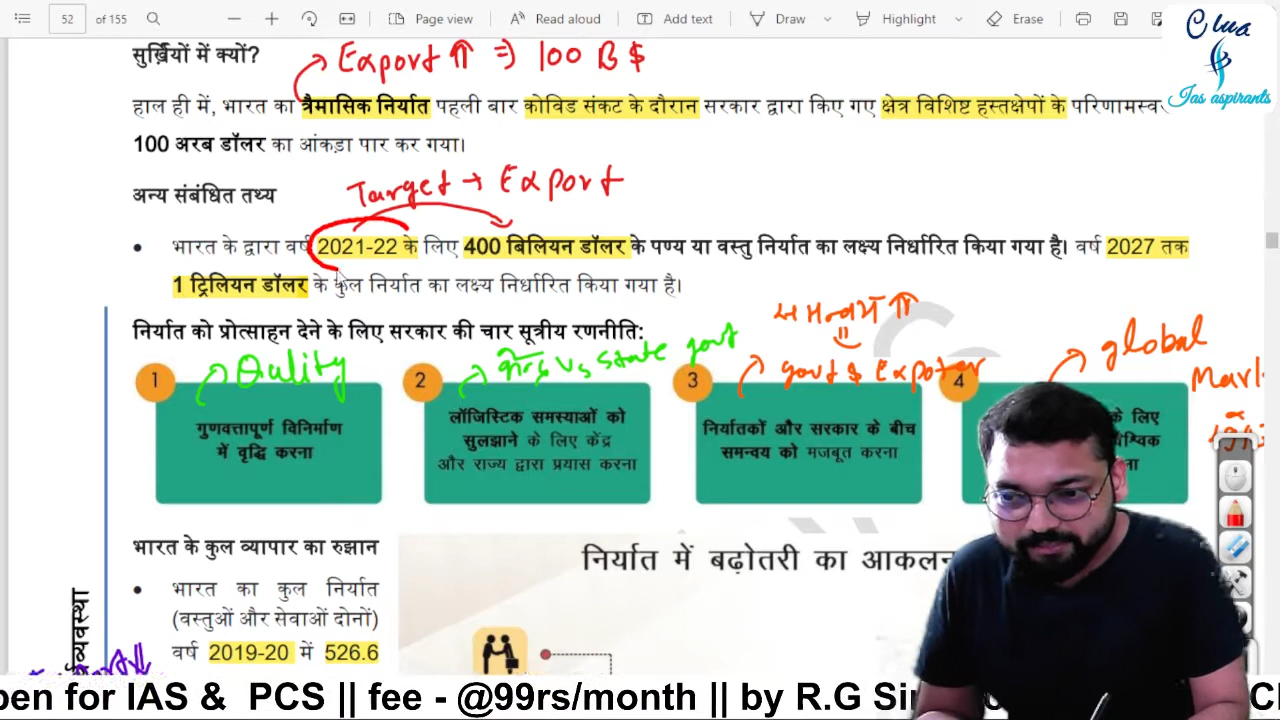 52 of 155 Page view Read aloud Add text Draw Highlight Erase
Clua
Ias aspirants
सुर्ख़ियों में क्यों?
Export ⇑ ⇒ 100 B $
हाल ही में, भारत का त्रैमासिक निर्यात पहली बार कोविड संकट के दौरान सरकार द्वारा किए गए क्षेत्र विशिष्ट हस्तक्षेपों के
100 अरब डॉलर का आंकड़ा पार कर गया।
Target → Export
अन्य संबंधित तथ्य
• भारत के द्वारा वर्ष 2021-22 के लिए 400 बिलियन डॉलर के पण्य या वस्तु निर्यात का लक्ष्य निर्धारित किया गया है। वर्ष 2027 तक
1 ट्रिलियन डॉलर के कुल निर्यात का लक्ष्य निर्धारित किया गया है।
समन्वय ⇑
निर्यात को प्रोत्साहन देने के लिए सरकार की चार सूत्रीय रणनीति:
Quality
केन्द्र vs State govt
govt $ Expoter
global
1
2
3
4
गुणवत्तापूर्ण विनिर्माण
में वृद्धि करना
लॉजिस्टिक समस्याओं को
सुलझाने के लिए केंद्र
और राज्य द्वारा प्रयास करना
निर्यातकों और सरकार के बीच
समन्वय को मजबूत करना
के लिए
भारत के कुल व्यापार का रुझान
• भारत का कुल निर्यात
(वस्तुओं और सेवाओं दोनों)
वर्ष 2019-20 में 526.6
निर्यात में बढ़ोतरी का आकलन
pen for IAS & PCS || fee - @99rs/month || by R.G Sin